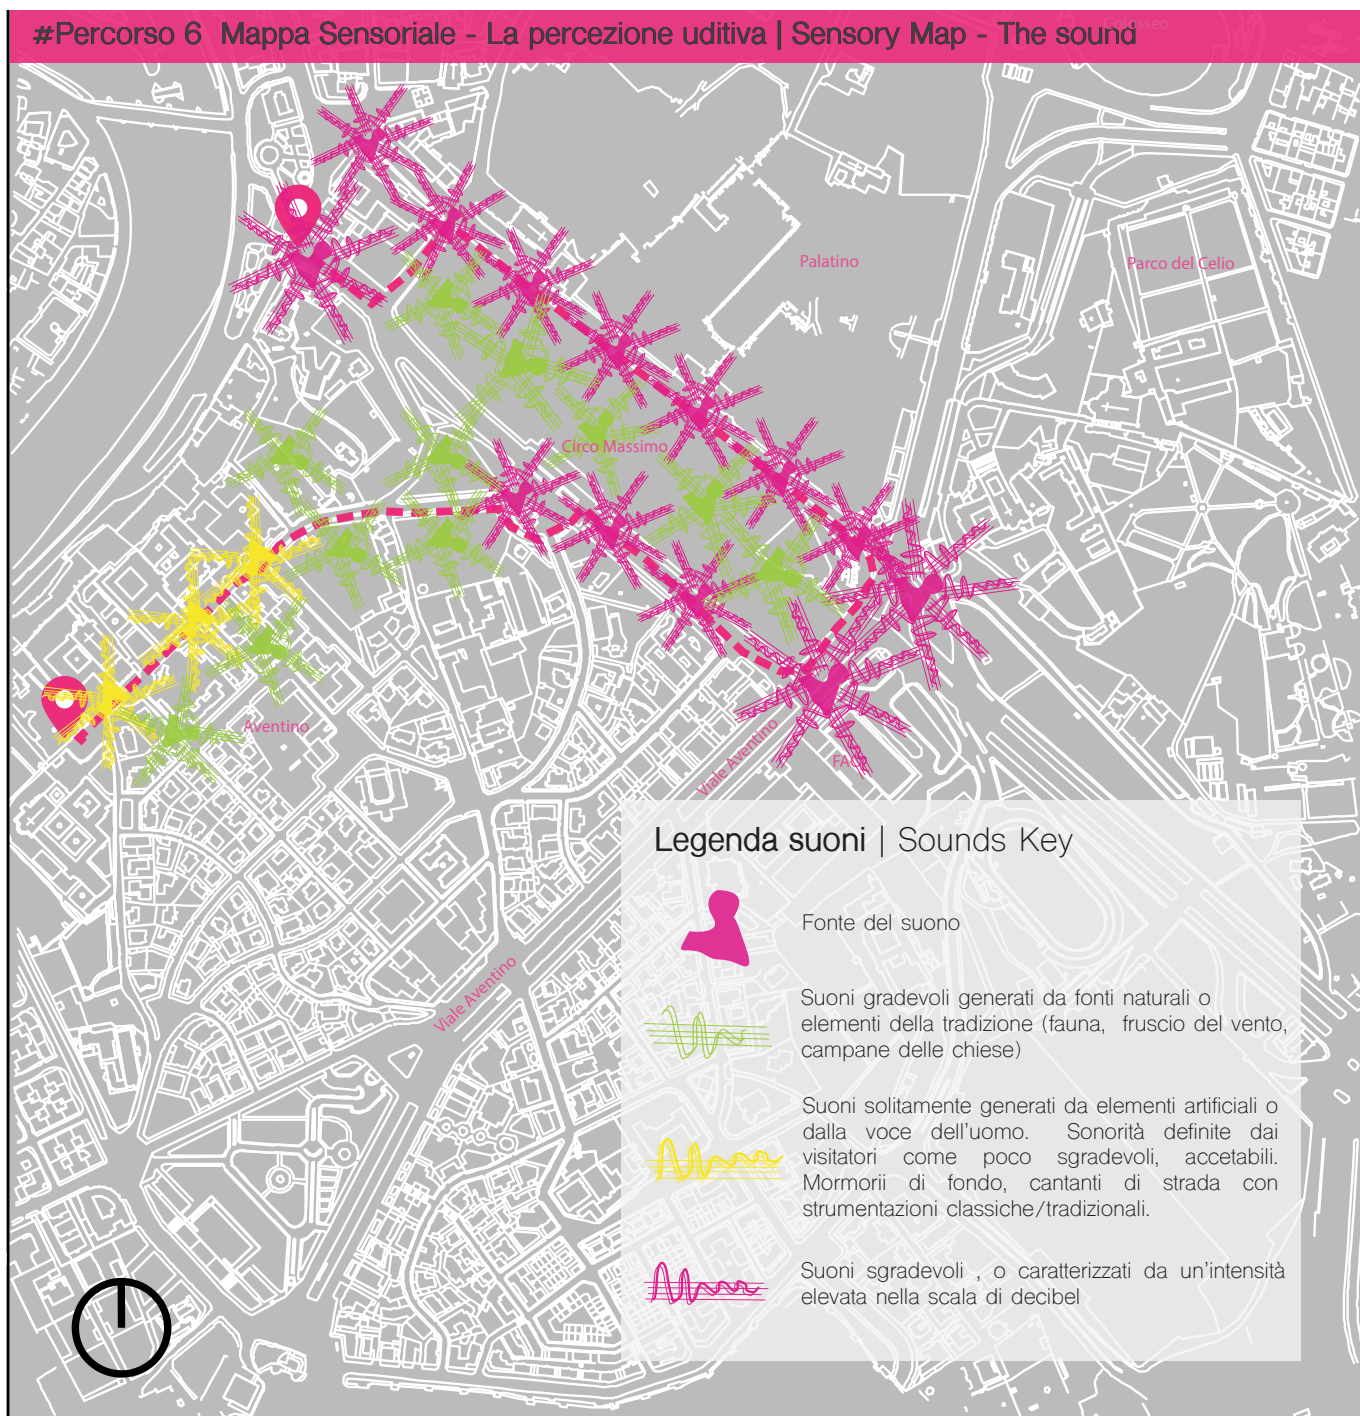 #Percorso 6 Mappa Sensoriale - La percezione uditiva | Sensory Map - The sound
Colosseo
Palatino
Parco del Celio
Circo Massimo
Aventino
Viale Aventino
FAO
Viale Aventino
Legenda suoni | Sounds Key
Fonte del suono
Suoni gradevoli generati da fonti naturali o
elementi della tradizione (fauna, fruscio del vento,
campane delle chiese)
Suoni solitamente generati da elementi artificiali o
dalla voce dell'uomo. Sonorità definite dai
visitatori come poco sgradevoli, accetabili.
Mormorii di fondo, cantanti di strada con
strumentazioni classiche/tradizionali.
Suoni sgradevoli , o caratterizzati da un'intensità
elevata nella scala di decibel